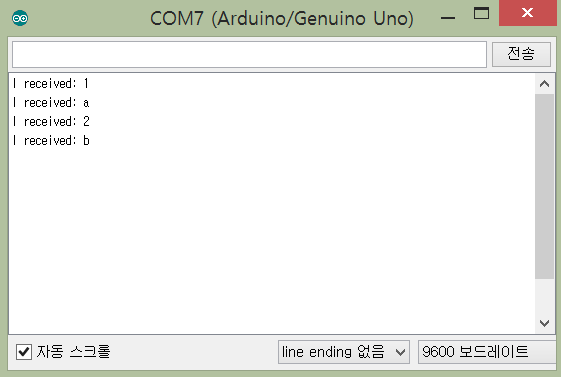 COM7 (Arduino/Genuino Uno)
전송
I received: 1
I received: a
I received: 2
I received: b
자동 스크롤
line ending 없음
9600 보드레이트